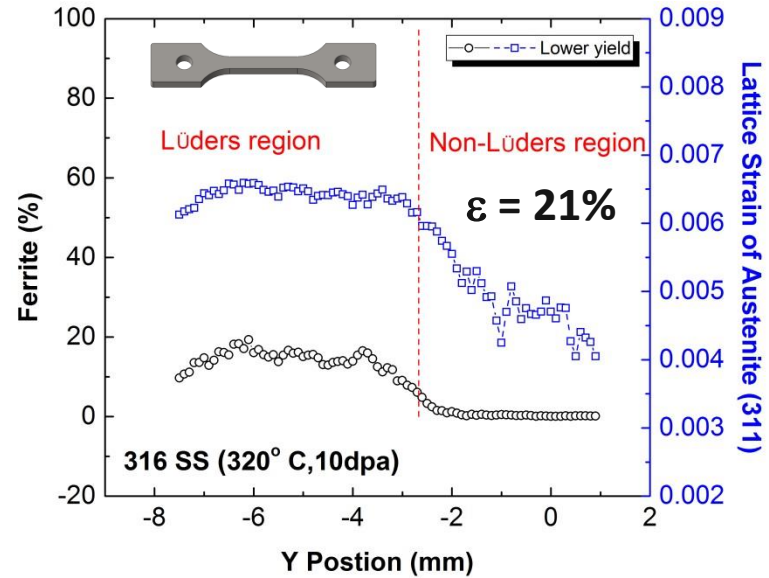 100
80
60
40
20
0
-20
Ferrite (%)
Lüders region
Non-Lüders region
Lower yield
ε = 21%
316 SS (320° C,10dpa)
0.009
0.008
0.007
0.006
0.005
0.004
0.003
0.002
Lattice Strain of Austenite (311)
-8
-6
-4
-2
0
2
Y Postion (mm)